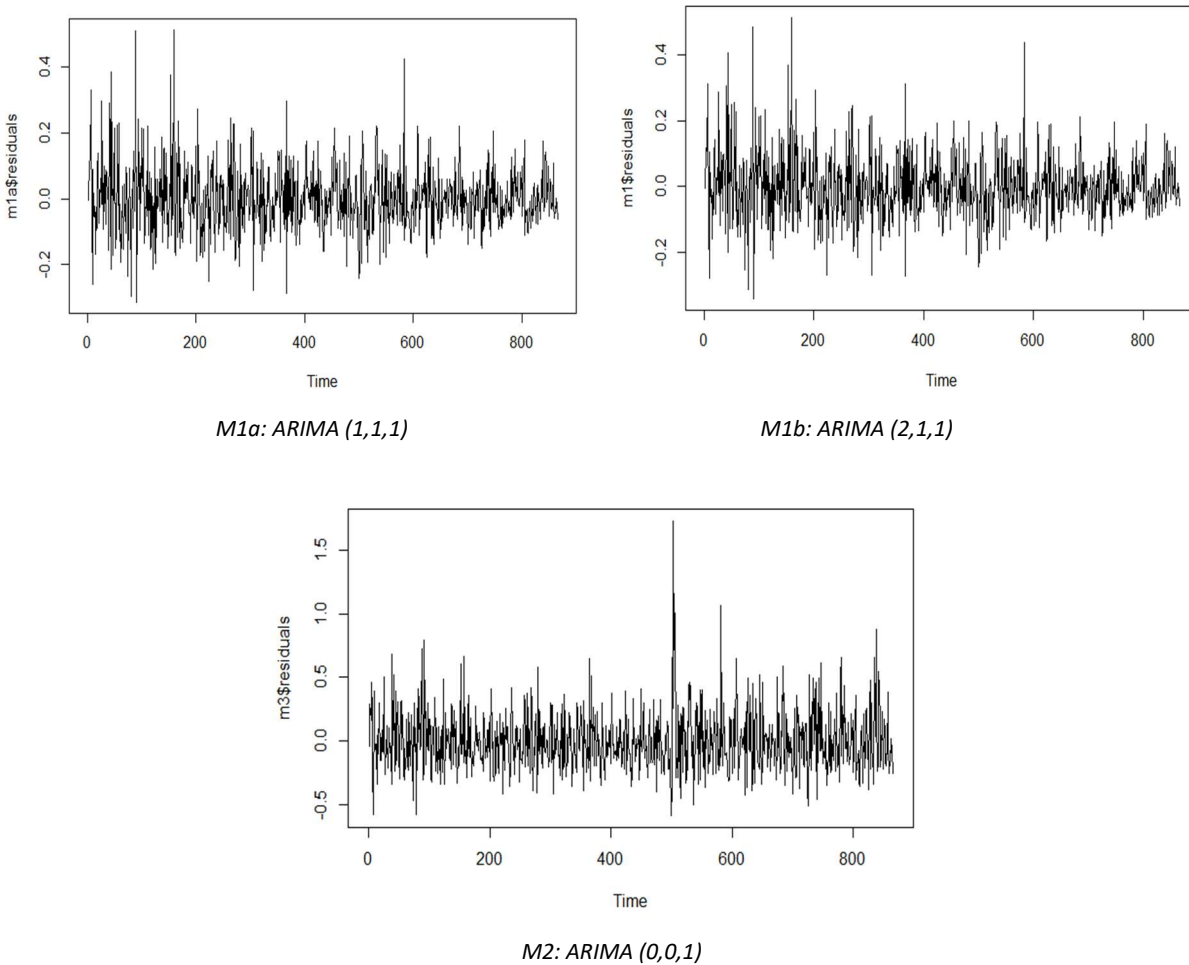 m1a$residuals
0.4
0.2
0.0
-0.2
0 200 400 600 800
Time
M1a: ARIMA (1,1,1)
m1$residuals
0.4
0.2
0.0
-0.2
0 200 400 600 800
Time
M1b: ARIMA (2,1,1)
m3$residuals
1.5
1.0
0.5
0.0
-0.5
0 200 400 600 800
Time
M2: ARIMA (0,0,1)